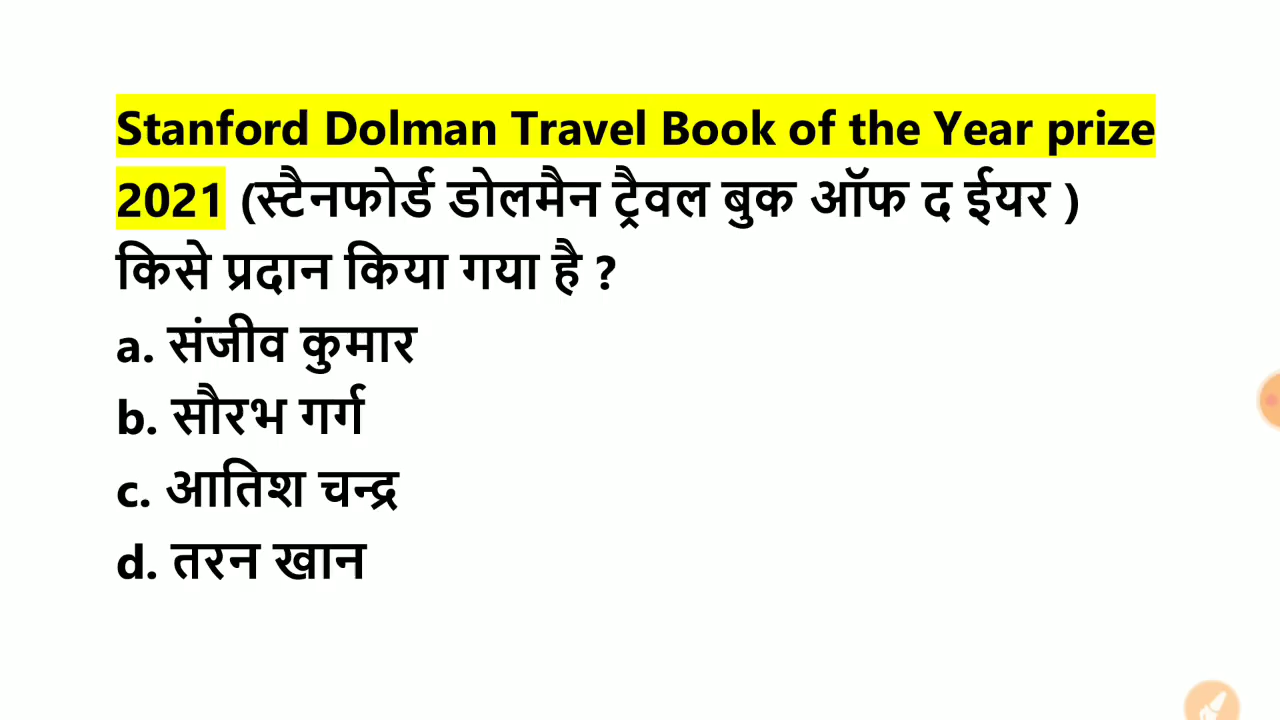 Stanford Dolman Travel Book of the Year prize
2021 (स्टैनफोर्ड डोलमैन ट्रैवल बुक ऑफ द ईयर )
किसे प्रदान किया गया है ?
a. संजीव कुमार
b. सौरभ गर्ग
c. आतिश चन्द्र
d. तरन खान